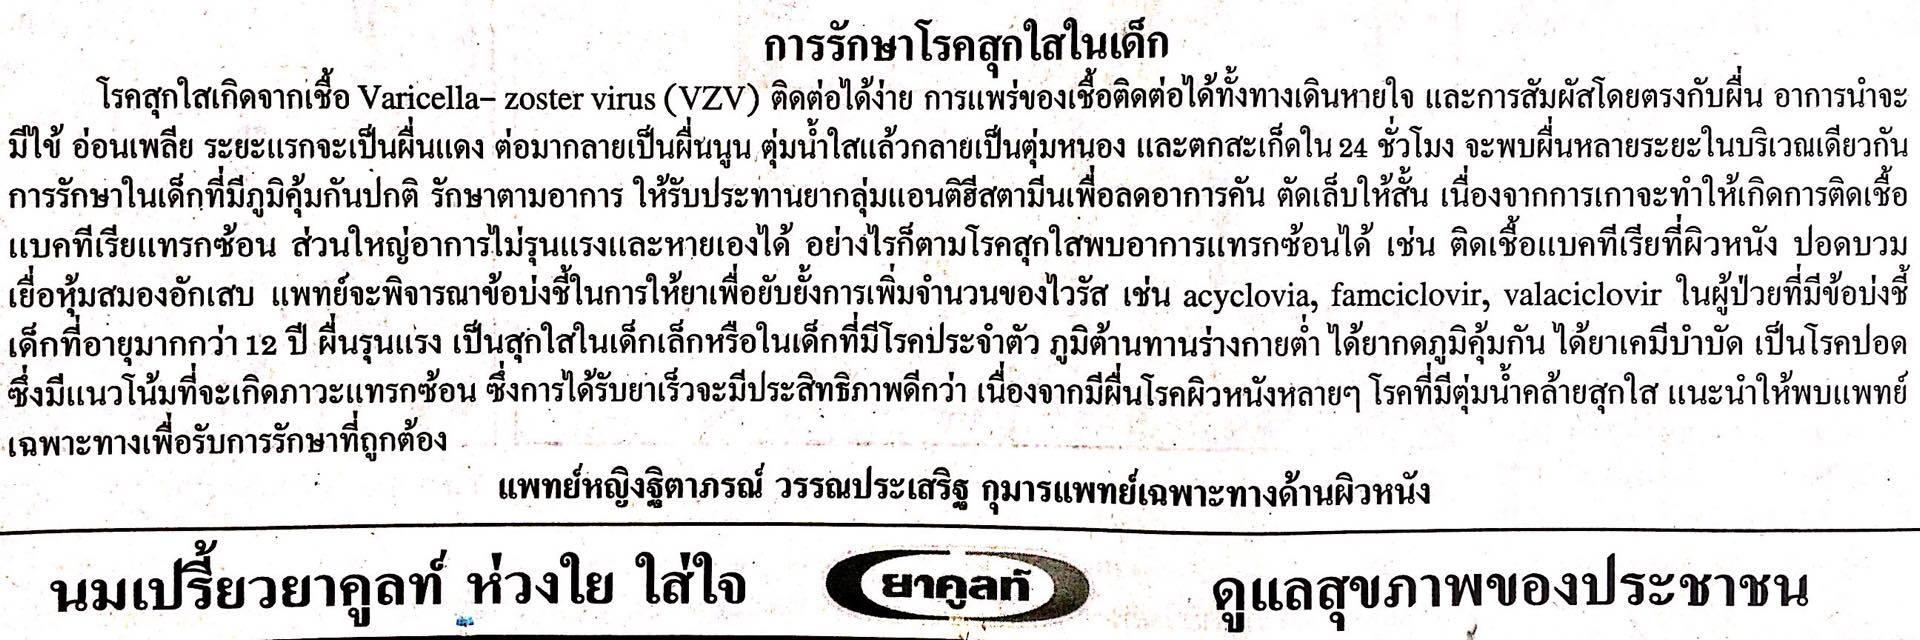 การรักษาโรคสุกใสในเด็ก
โรคสุกใสเกิดจากเชื้อ Varicella– zoster virus (VZV) ติดต่อได้ง่าย การแพร่ของเชื้อติดต่อได้ทั้งทางเดินหายใจ และการสัมผัสโดยตรงกับผื่น อาการนำจะ
มีไข้ อ่อนเพลีย ระยะแรกจะเป็นผื่นแดง ต่อมากลายเป็นผื่นนูน ตุ่มน้ำใสแล้วกลายเป็นตุ่มหนอง และตกสะเก็ดใน 24 ชั่วโมง จะพบผื่นหลายระยะในบริเวณเดียวกัน
การรักษาในเด็กที่มีภูมิคุ้มกันปกติ รักษาตามอาการ ให้รับประทานยากลุ่มแอนติฮีสตามีนเพื่อลดอาการคัน ตัดเล็บให้สั้น เนื่องจากการเกาจะทำให้เกิดการติดเชื้อ
แบคทีเรียแทรกซ้อน ส่วนใหญ่อาการไม่รุนแรงและหายเองได้ อย่างไรก็ตามโรคสุกใสพบอาการแทรกซ้อนได้ เช่น ติดเชื้อแบคทีเรียที่ผิวหนัง ปอดบวม
เยื่อหุ้มสมองอักเสบ แพทย์จะพิจารณาข้อบ่งชี้ในการให้ยาเพื่อยับยั้งการเพิ่มจำนวนของไวรัส เช่น acyclovia, famciclovir, valaciclovir ในผู้ป่วยที่มีข้อบ่งชี้
เด็กที่อายุมากกว่า 12 ปี ผื่นรุนแรง เป็นสุกใสในเด็กเล็กหรือในเด็กที่มีโรคประจำตัว ภูมิต้านทานร่างกายต่ำ ได้ยากดภูมิคุ้มกัน ได้ยาเคมีบำบัด เป็นโรคปอด
ซึ่งมีแนวโน้มที่จะเกิดภาวะแทรกซ้อน ซึ่งการได้รับยาเร็วจะมีประสิทธิภาพดีกว่า เนื่องจากมีผื่นโรคผิวหนังหลายๆ โรคที่มีตุ่มน้ำคล้ายสุกใส แนะนำให้พบแพทย์
เฉพาะทางเพื่อรับการรักษาที่ถูกต้อง
แพทย์หญิงฐิตาภรณ์ วรรณประเสริฐ กุมารแพทย์เฉพาะทางด้านผิวหนัง
นมเปรี้ยวยาคูลท์ ห่วงใย ใส่ใจ ยาคูลท์ ดูแลสุขภาพของประชาชน